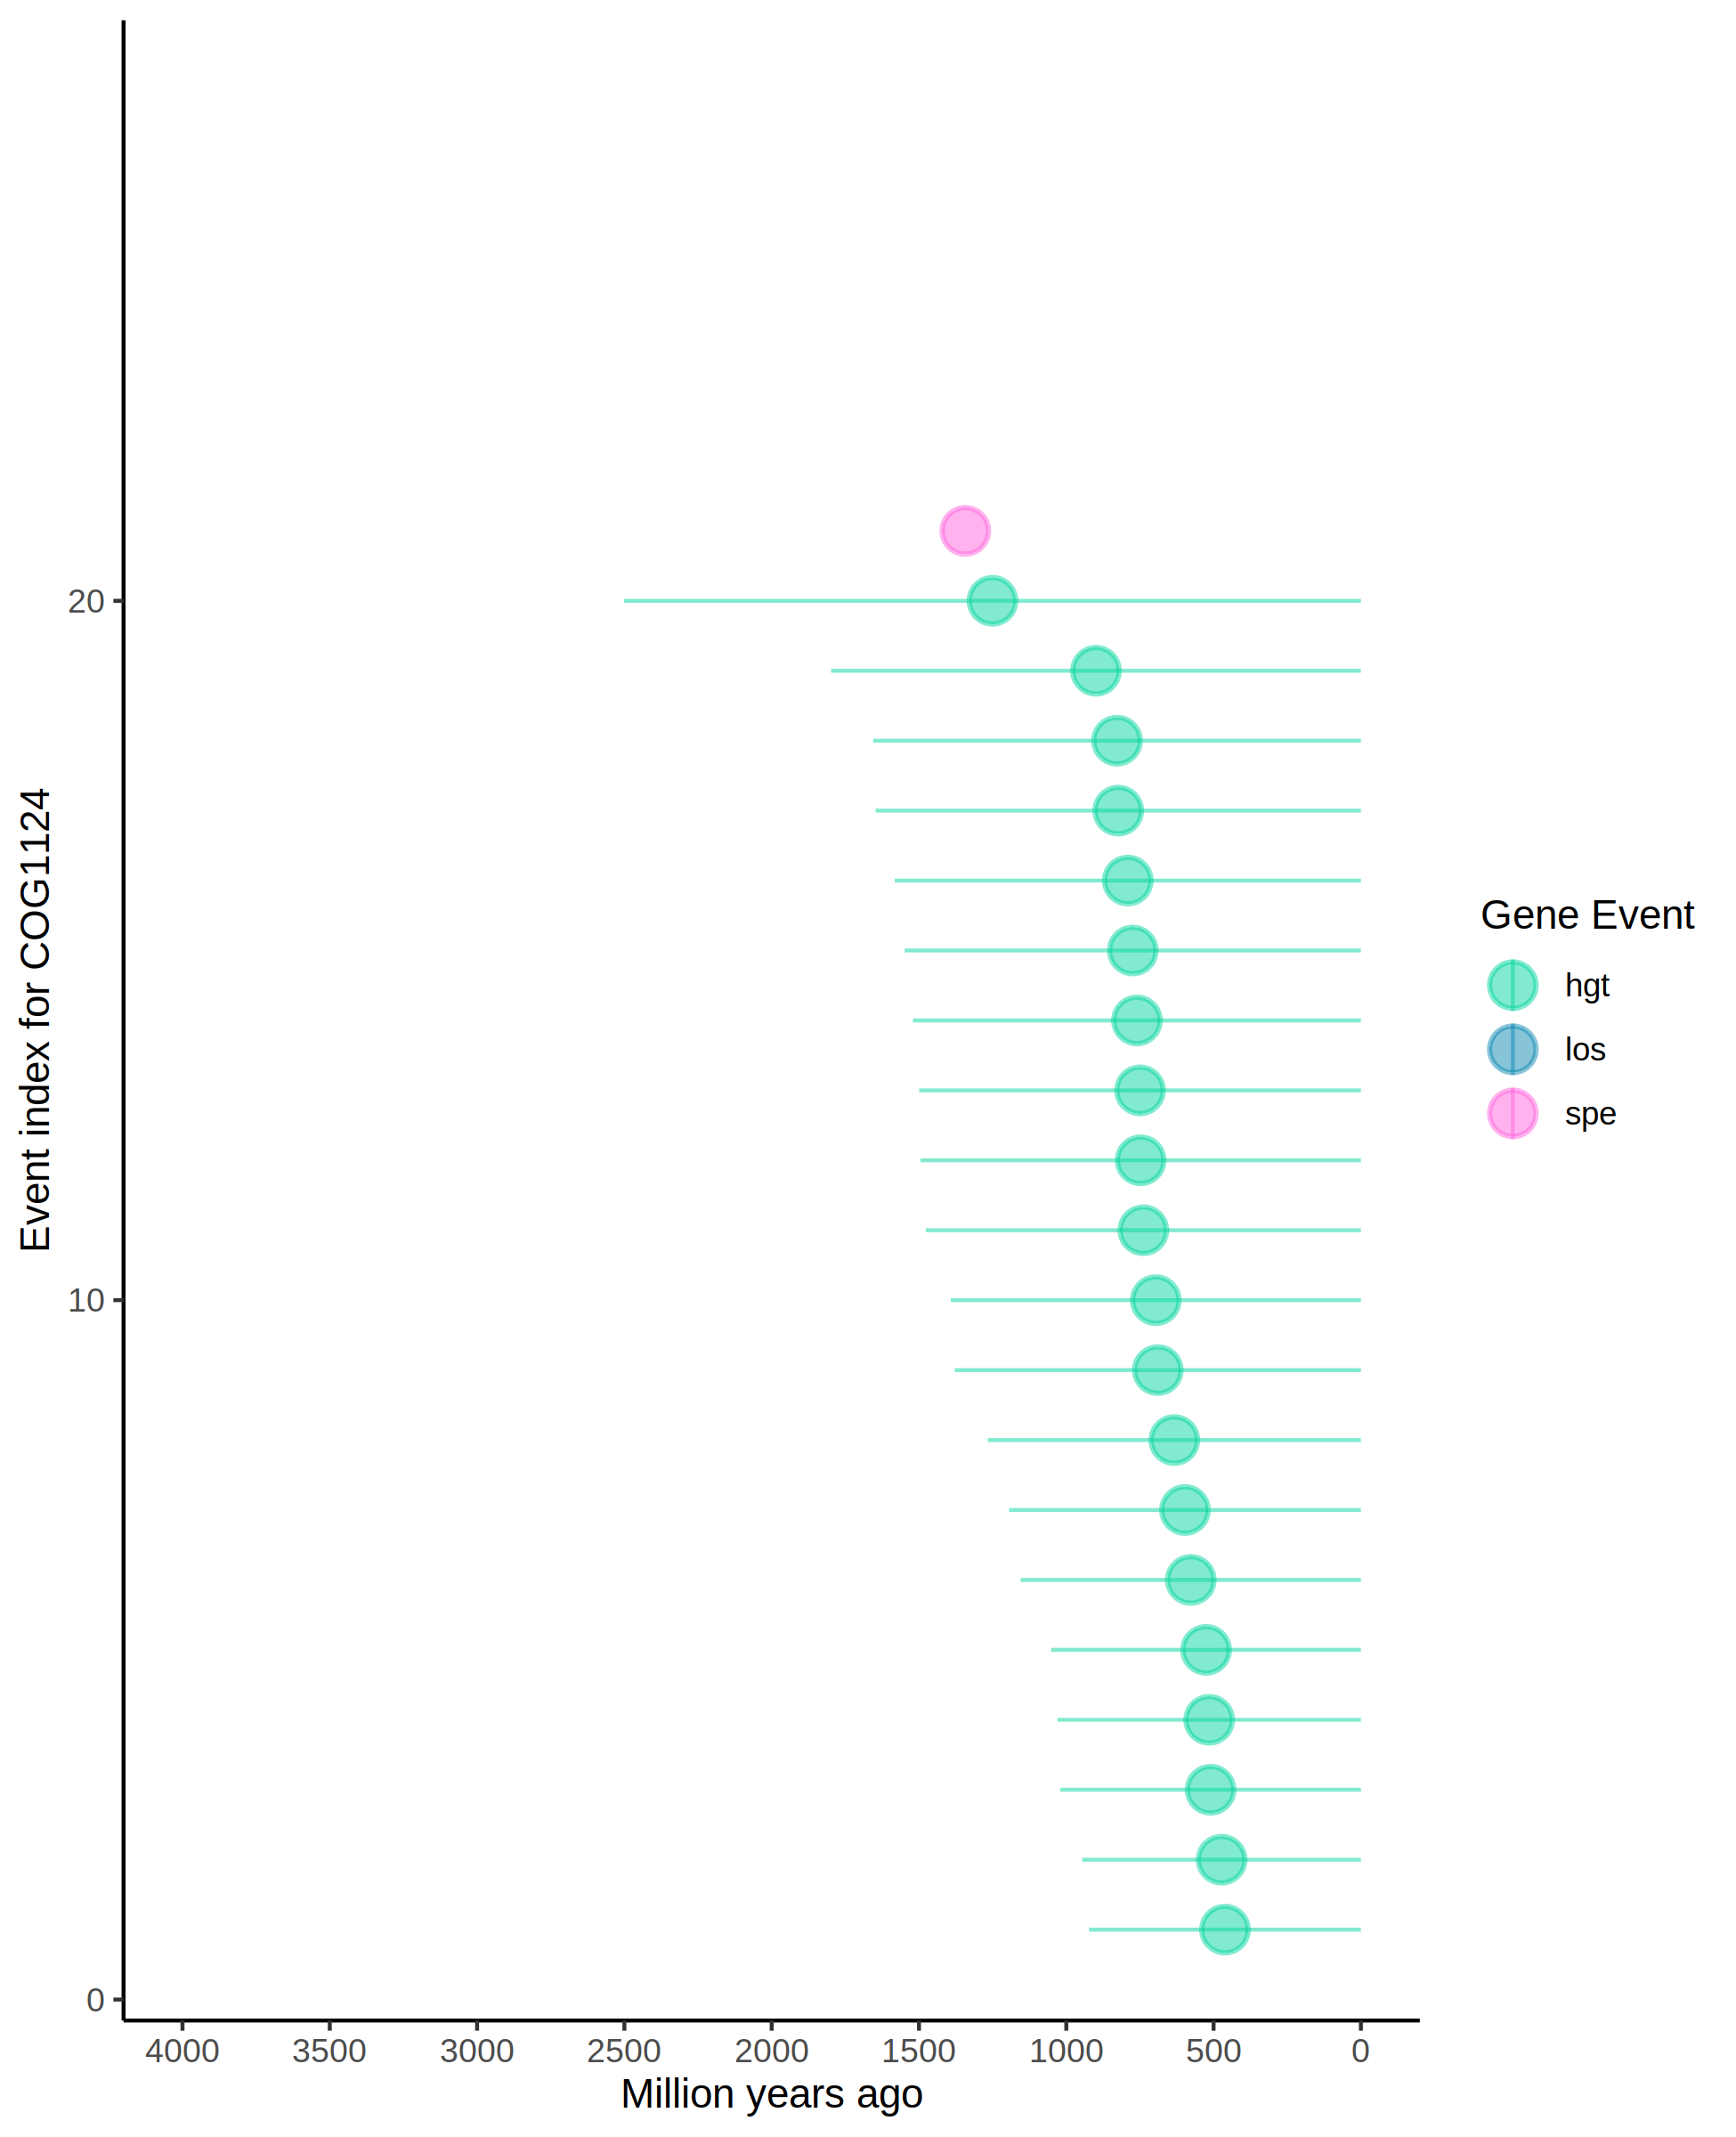 Event index for COG1124
20
10
0
4000 3500 3000 2500 2000 1500 1000 500 0
Million years ago
Gene Event
hgt
los
spe